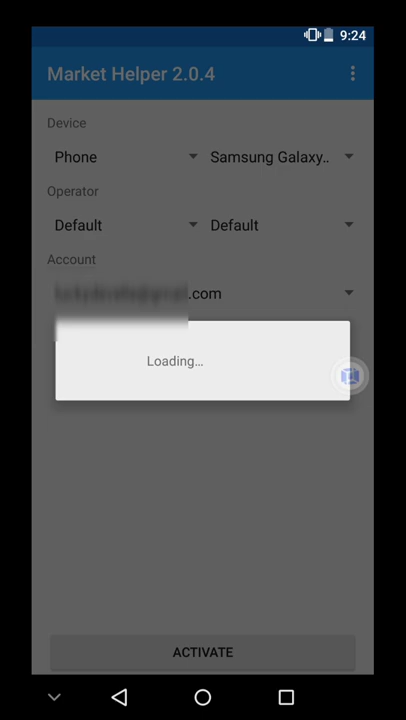 9:24
Market Helper 2.0.4
Device
Phone Samsung Galaxy..
Operator
Default Default
Account
.com
Loading...
ACTIVATE